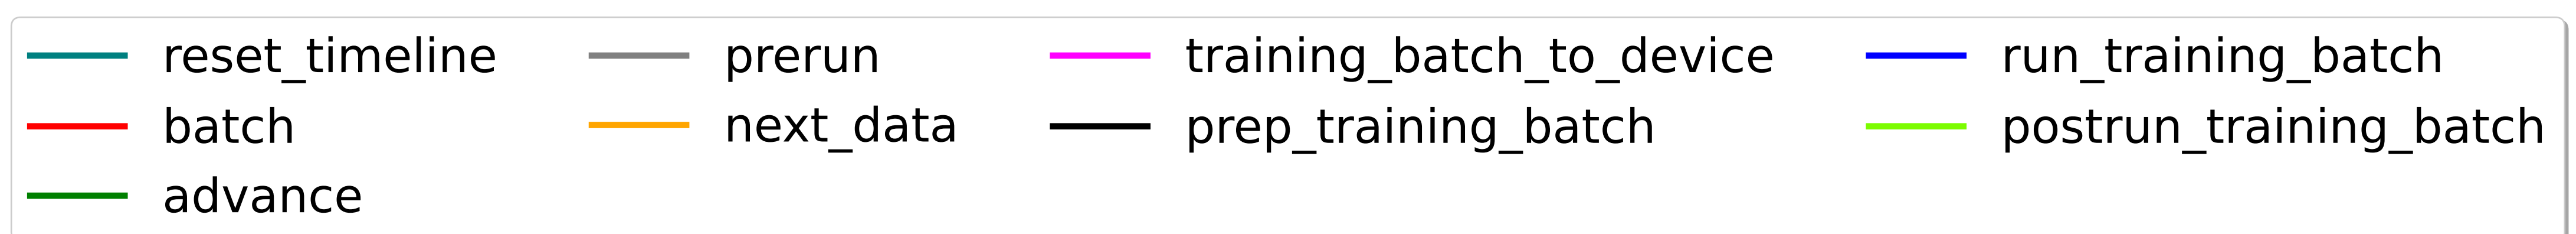 reset_timeline prerun training_batch_to_device run_training_batch
batch next_data prep_training_batch postrun_training_batch
advance